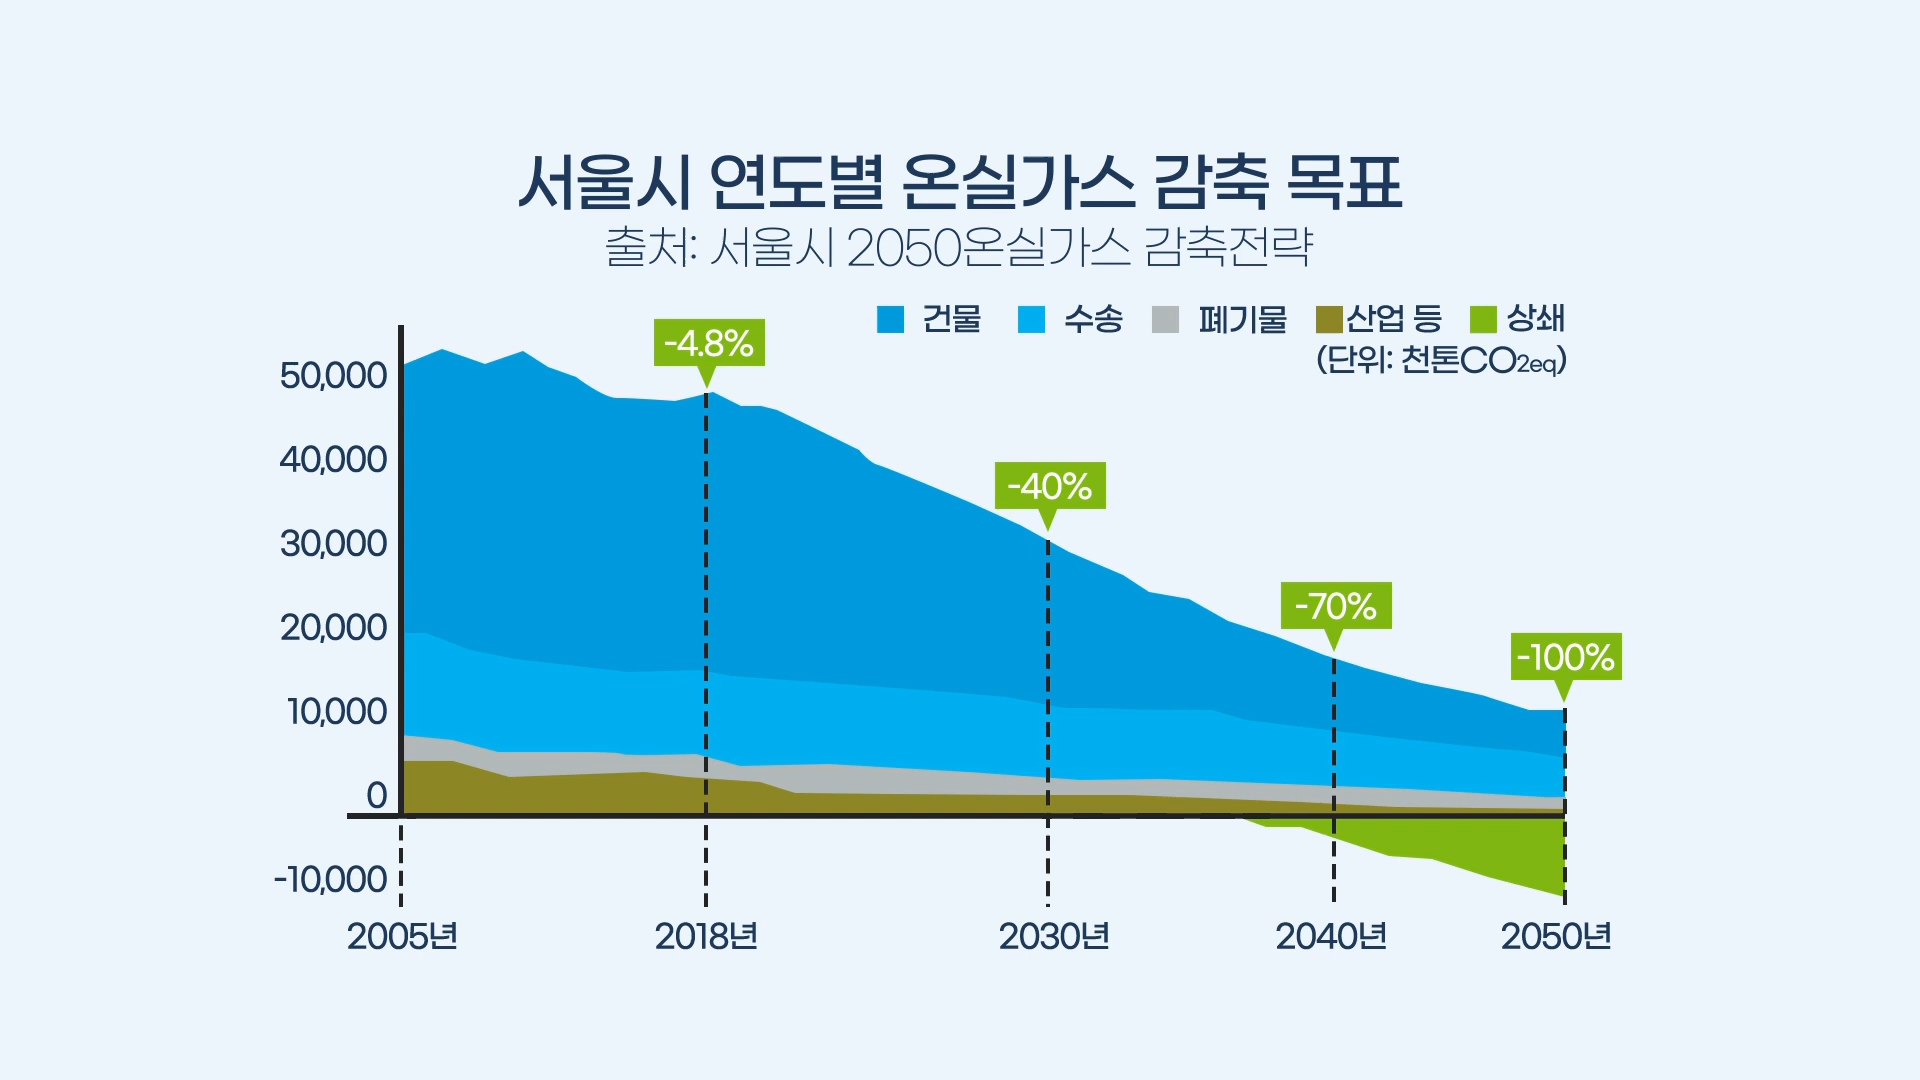 서울시 연도별 온실가스 감축 목표
출처: 서울시 2050온실가스 감축전략
건물 수송 폐기물 산업 등 상쇄
(단위: 천톤CO2eq)
-4.8%
-40%
-70%
-100%
50,000
40,000
30,000
20,000
10,000
0
-10,000
2005년 2018년 2030년 2040년 2050년